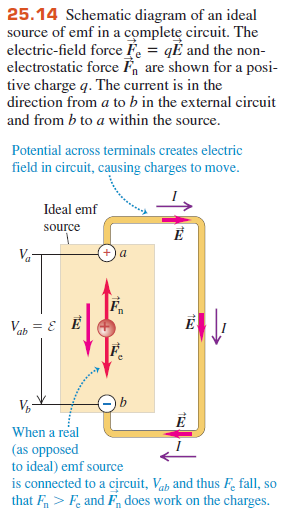 25.14 Schematic diagram of an ideal
source of emf in a complete circuit. The
electric-field force F⃗e = qE⃗ and the non-
electrostatic force F⃗n are shown for a posi-
tive charge q. The current is in the
direction from a to b in the external circuit
and from b to a within the source.
Potential across terminals creates electric
field in circuit, causing charges to move.
Ideal emf
source
I
E⃗
Va
+ a
F⃗n
Vab = ℰ E⃗
+
E⃗ I
F⃗e
Vb
− b
E⃗
I
When a real
(as opposed
to ideal) emf source
is connected to a circuit, Vab and thus Fe fall, so
that Fn > Fe and F⃗n does work on the charges.